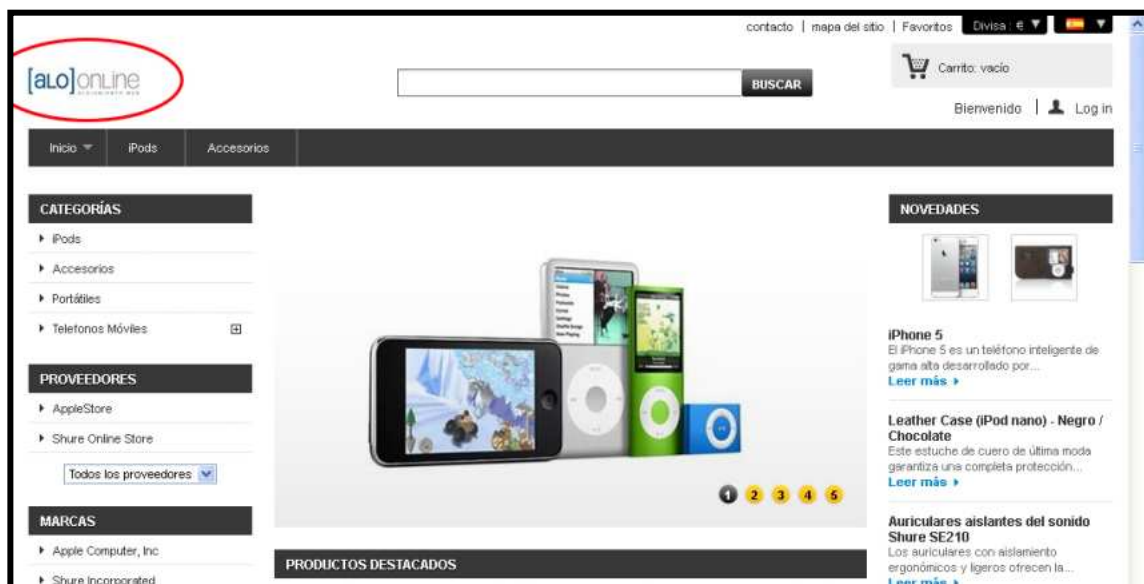 contacto | mapa del sitio | Favoritos Divisa : € ▼
[aLo]onLine
ALOJAMIENTO WEB
BUSCAR
Carrito: vacío
Bienvenido | Log in
Inicio iPods Accesorios
CATEGORÍAS
iPods
Accesorios
Portátiles
Telefonos Móviles
PROVEEDORES
AppleStore
Shure Online Store
Todos los proveedores
MARCAS
Apple Computer, Inc
Shure Incorporated
1 2 3 4 5
PRODUCTOS DESTACADOS
NOVEDADES
iPhone 5
El iPhone 5 es un teléfono inteligente de
gama alta desarrollado por...
Leer más
Leather Case (iPod nano) - Negro /
Chocolate
Este estuche de cuero de última moda
garantiza una completa protección...
Leer más
Auriculares aislantes del sonido
Shure SE210
Los auriculares con aislamiento
ergonómicos y ligeros ofrecen la...
Leer más